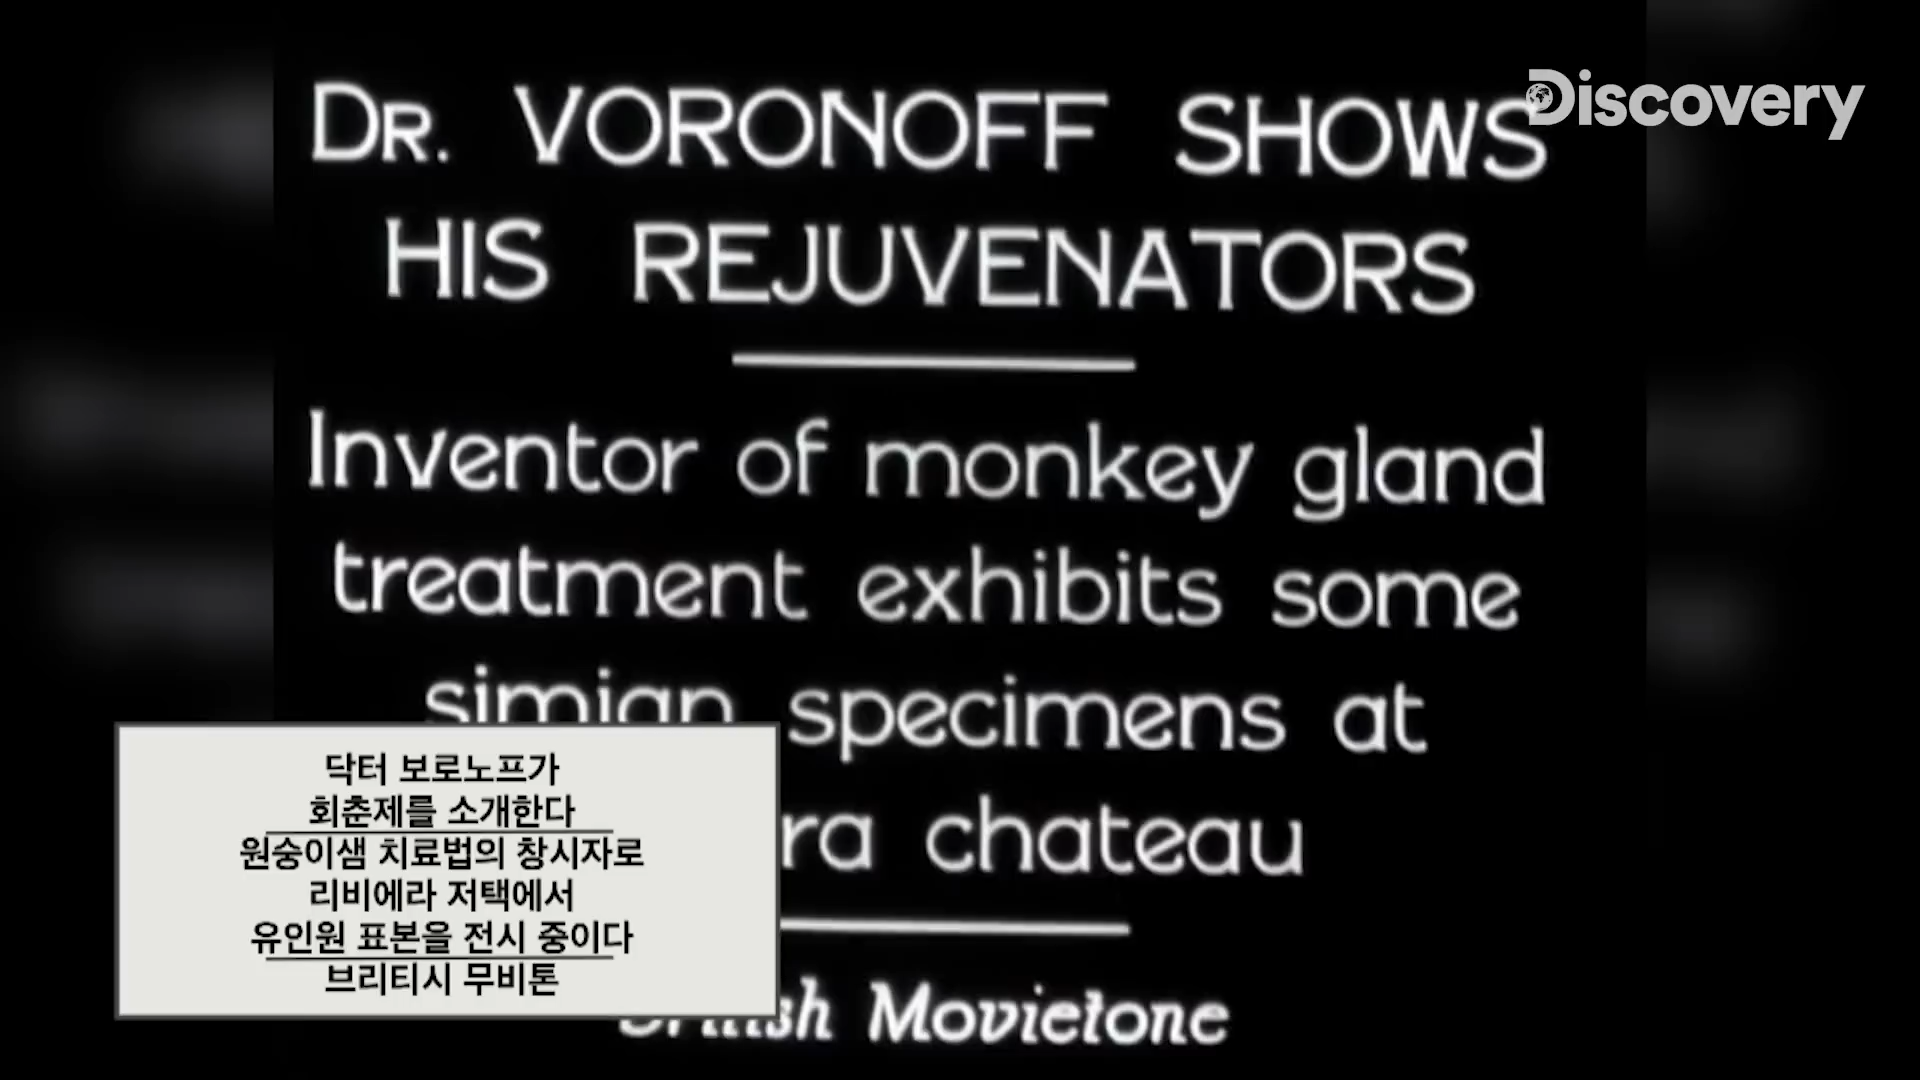 Discovery
DR. VORONOFF SHOWS
HIS REJUVENATORS
Inventor of monkey gland
treatment exhibits some
simian specimens at
ra chateau
British Movietone
닥터 보로노프가
회춘제를 소개한다
원숭이샘 치료법의 창시자로
리비에라 저택에서
유인원 표본을 전시 중이다
브리티시 무비톤